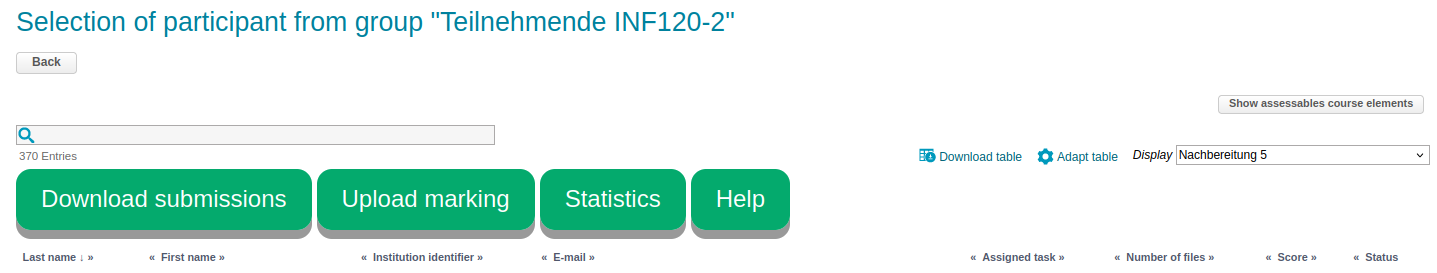 Selection of participant from group "Teilnehmende INF120-2"
Back
Show assessables course elements
370 Entries
Download table Adapt table Display Nachbereitung 5
Download submissions Upload marking Statistics Help
Last name ↓ » « First name » « Institution identifier » « E-mail » « Assigned task » « Number of files » « Score » « Status